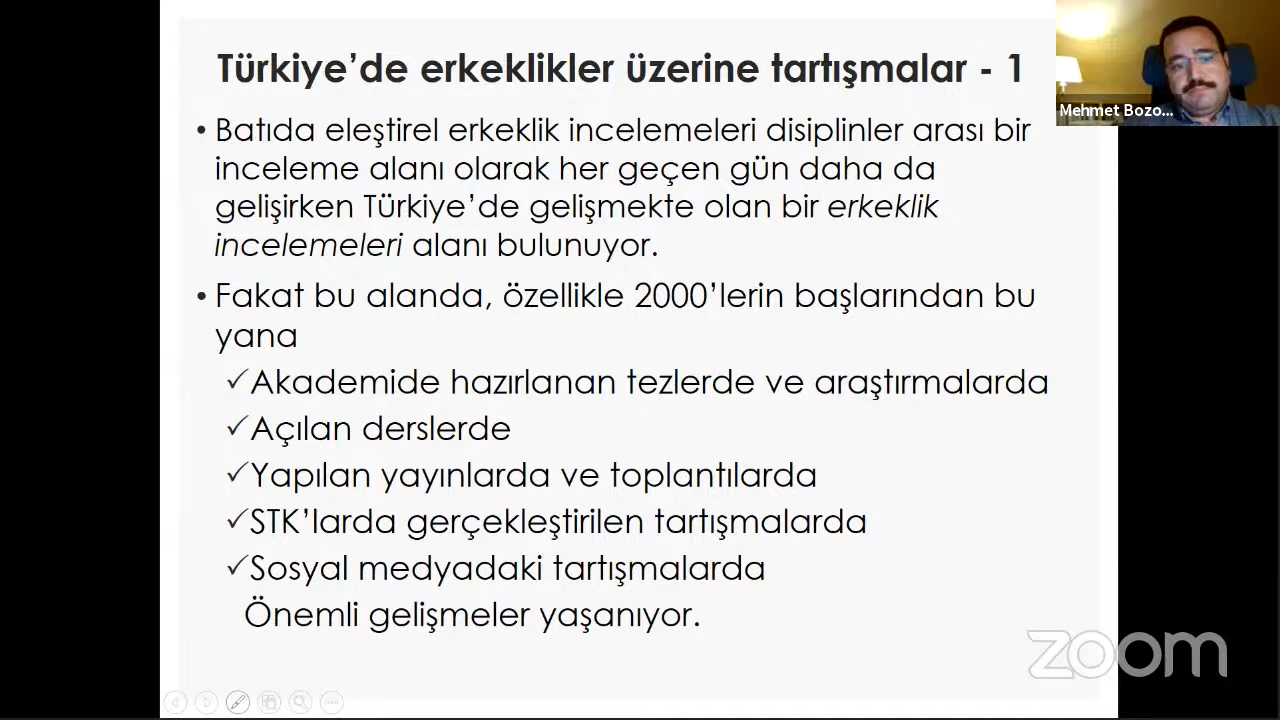 Türkiye’de erkeklikler üzerine tartışmalar - 1
Mehmet Bozo...
• Batıda eleştirel erkeklik incelemeleri disiplinler arası bir
inceleme alanı olarak her geçen gün daha da
gelişirken Türkiye’de gelişmekte olan bir erkeklik
incelemeleri alanı bulunuyor.
• Fakat bu alanda, özellikle 2000’lerin başlarından bu
yana
✓Akademide hazırlanan tezlerde ve araştırmalarda
✓Açılan derslerde
✓Yapılan yayınlarda ve toplantılarda
✓STK’larda gerçekleştirilen tartışmalarda
✓Sosyal medyadaki tartışmalarda
Önemli gelişmeler yaşanıyor.
zoom